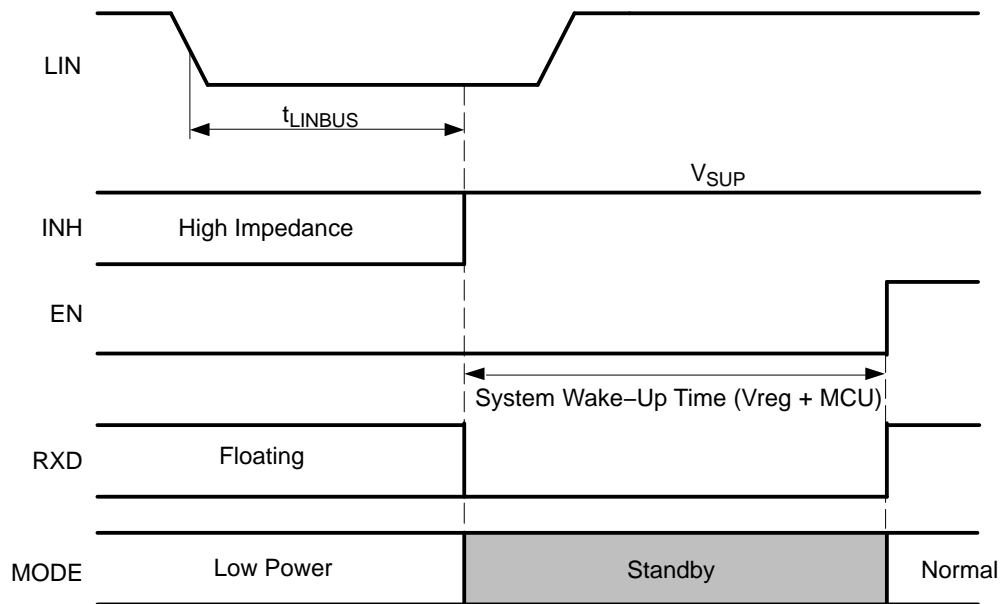 LIN
tLINBUS
VSUP
INH
High Impedance
EN
System Wake–Up Time (Vreg + MCU)
RXD
Floating
MODE
Low Power
Standby
Normal